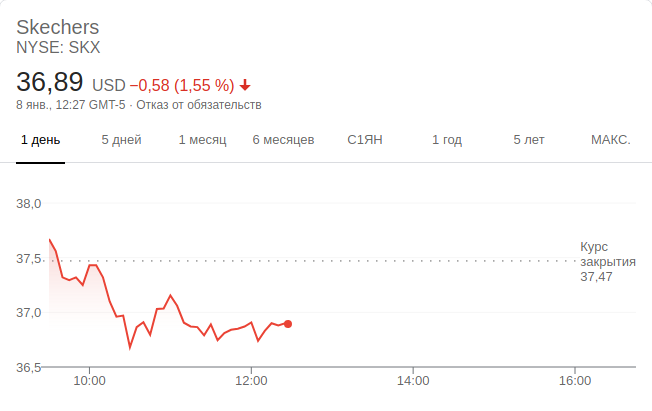 Skechers
NYSE: SKX
36,89 USD −0,58 (1,55 %)
8 янв., 12:27 GMT-5 · Отказ от обязательств
1 день 5 дней 1 месяц 6 месяцев С1ЯН 1 год 5 лет МАКС.
38,0
37,5
37,0
36,5
Курс
закрытия
37,47
10:00 12:00 14:00 16:00